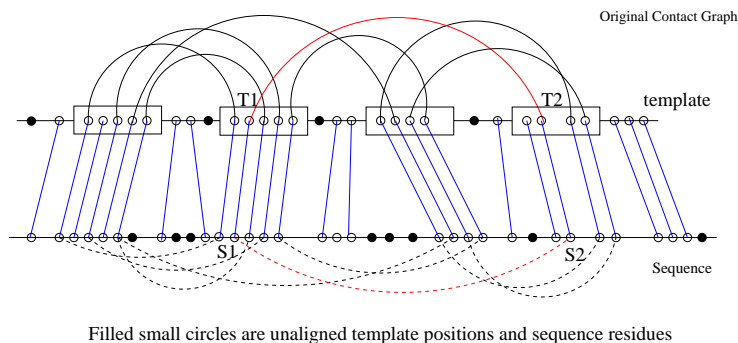 Original Contact Graph
T1
T2
template
S1
S2
Sequence
Filled small circles are unaligned template positions and sequence residues